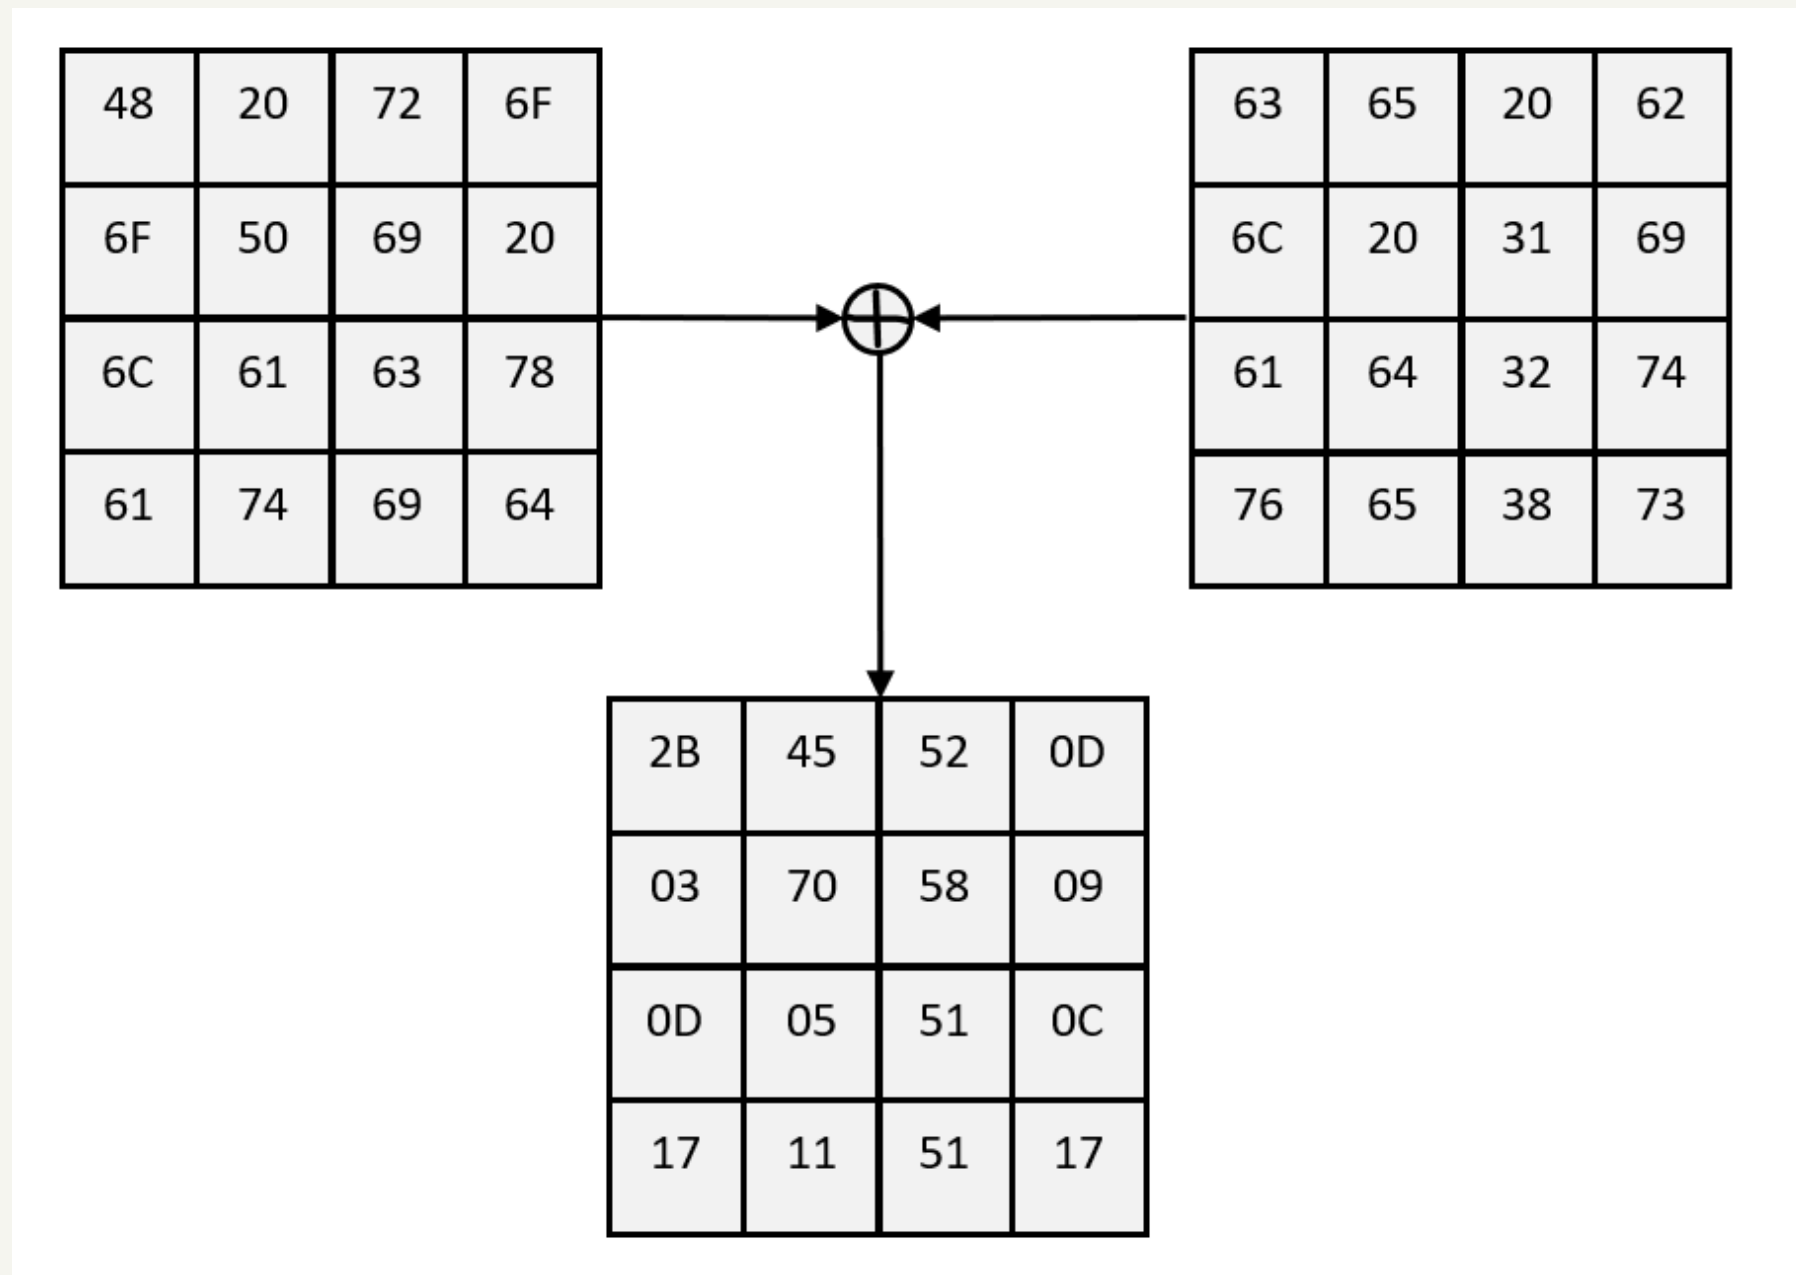 48 20 72 6F
6F 50 69 20
6C 61 63 78
61 74 69 64
63 65 20 62
6C 20 31 69
61 64 32 74
76 65 38 73
2B 45 52 0D
03 70 58 09
0D 05 51 0C
17 11 51 17